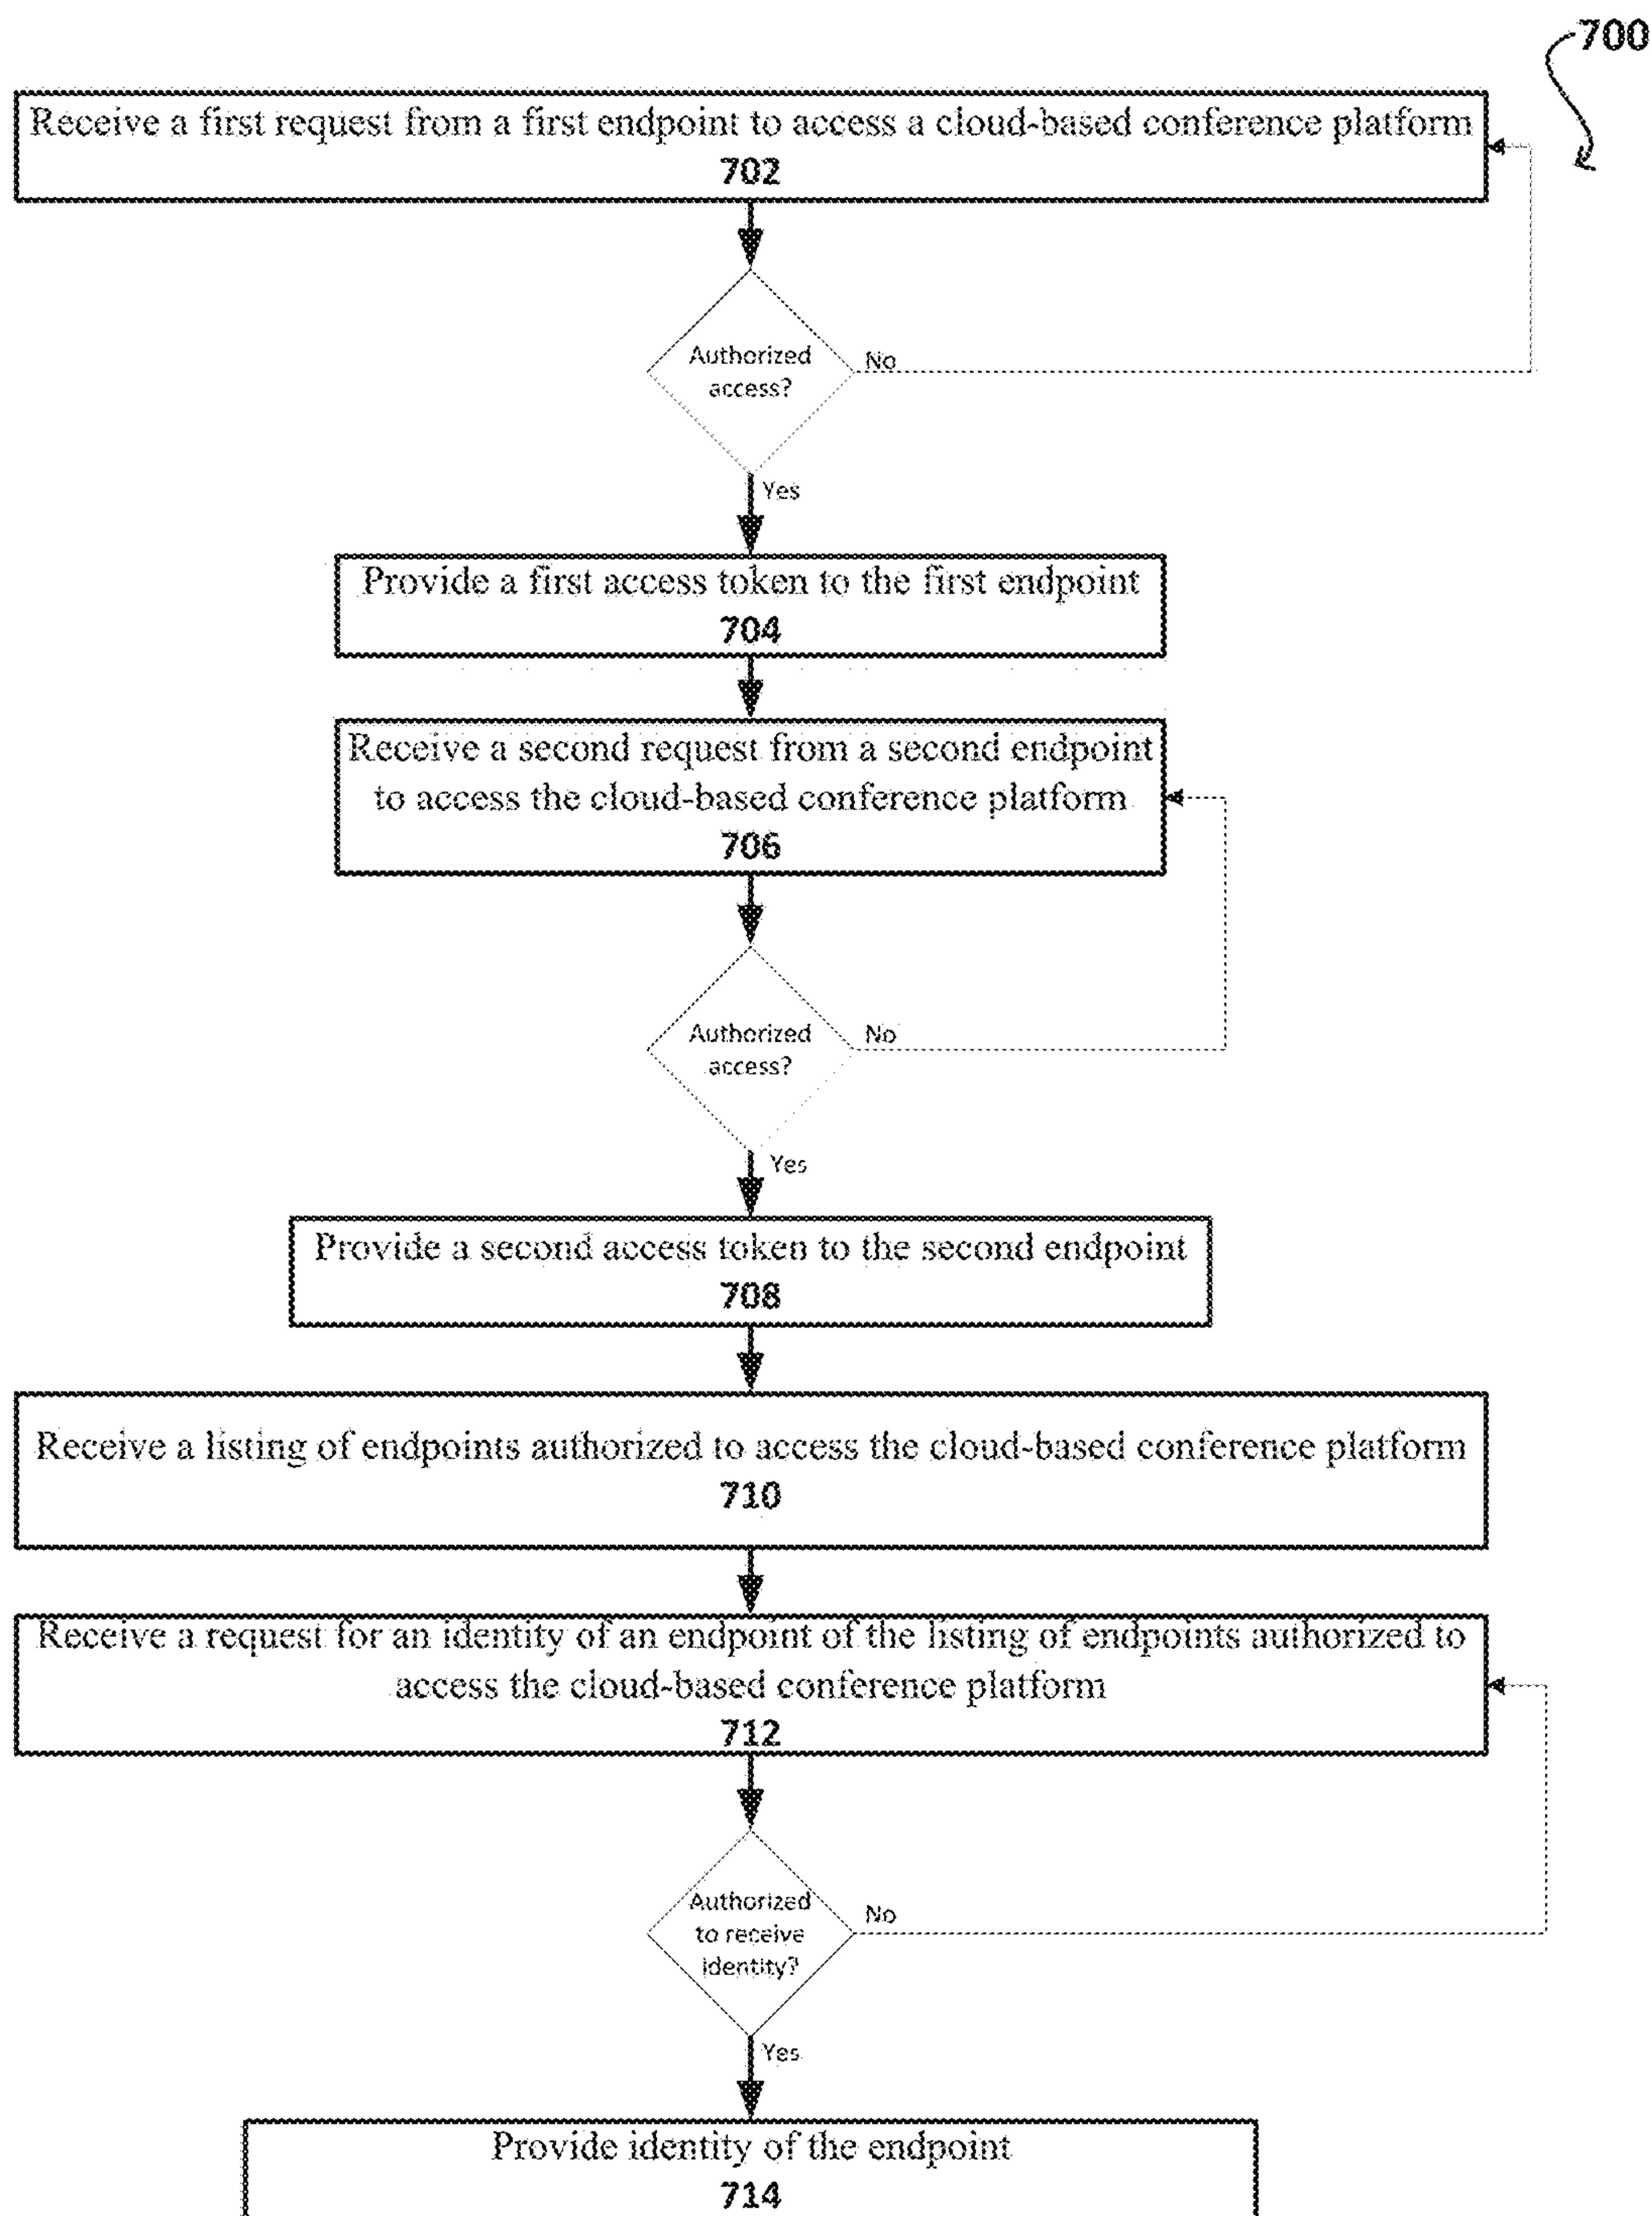 700
Receive a first request from a first endpoint to access a cloud-based conference platform
702
Authorized
access?
No
Yes
Provide a first access token to the first endpoint
704
Receive a second request from a second endpoint
to access the cloud-based conference platform
706
Authorized
access?
No
Yes
Provide a second access token to the second endpoint
708
Receive a listing of endpoints authorized to access the cloud-based conference platform
710
Receive a request for an identity of an endpoint of the listing of endpoints authorized to
access the cloud-based conference platform
712
Authorized
to receive
identity?
No
Yes
Provide identity of the endpoint
714